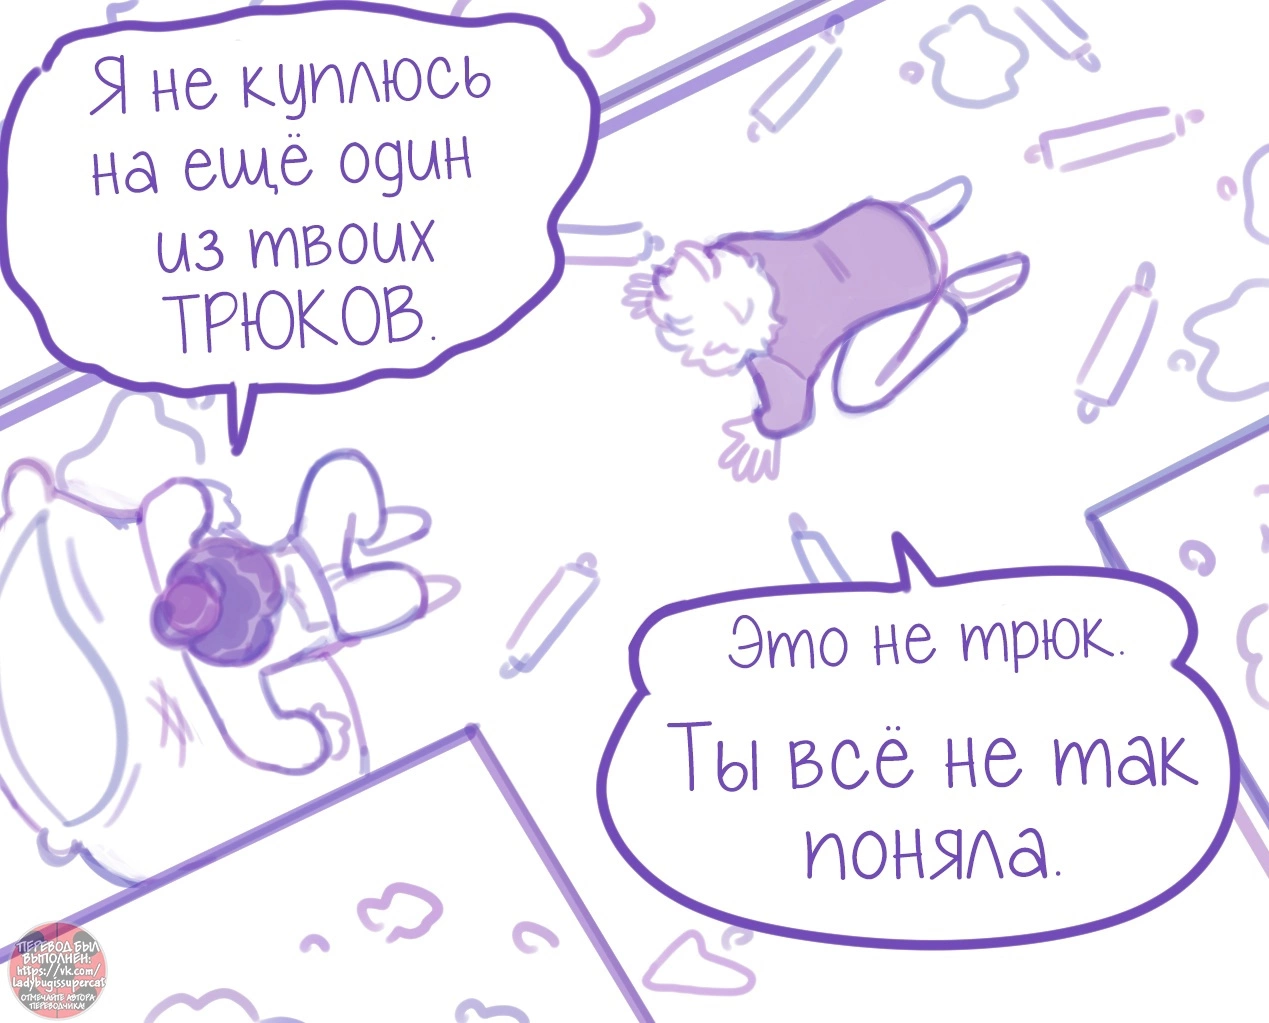 Я не куплюсь
на ещё один
из твоих
ТРЮКОВ.
Это не трюк.
Ты всё не так
поняла.
ПЕРЕВОД БЫЛ
ВЫПОЛНЕН:
https://vk.com/
ladybugissupercat
ОТМЕЧАЙТЕ АВТОРА
ПЕРЕВОДЧИКА!